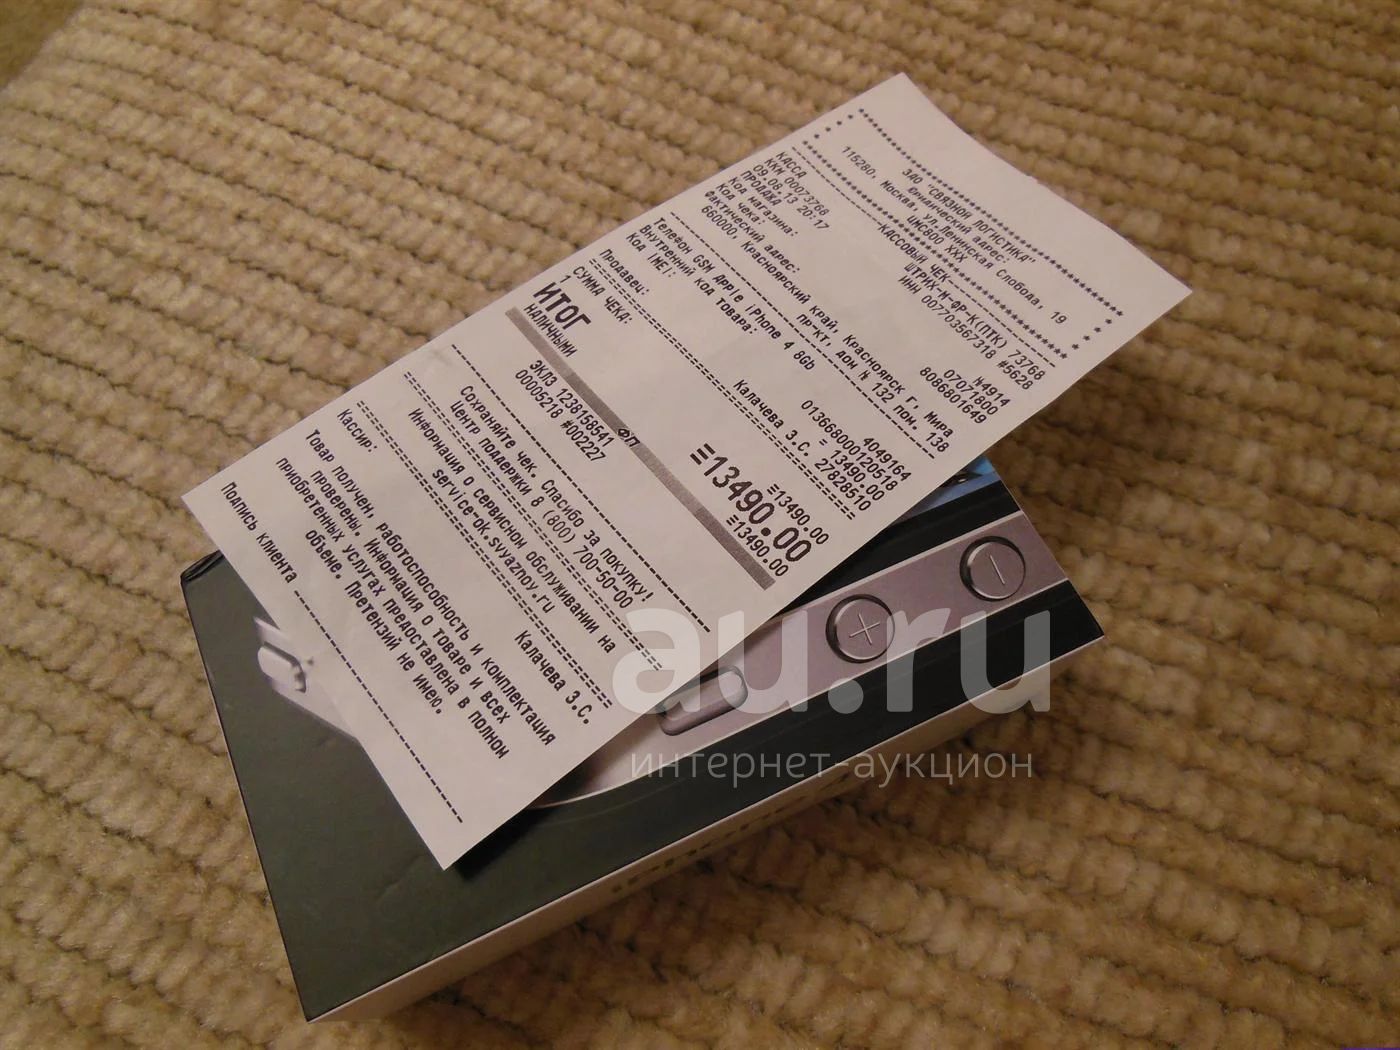 ЗАО "СВЯЗНОЙ ЛОГИСТИКА"
Юридический адрес:
115280, Москва, ул.Ленинская Слобода, 19
ЦМС800 XXX
КАССОВЫЙ ЧЕК
КАССА ШТРИХ-М-ФР-К(ПТК) 73768
ККМ 00073768 ИНН 007703567318 #5628
09.08.13 20:17
ПРОДАЖА №4914
Код магазина: 07071800
Код чека: 8086801649
Фактический адрес:
660000, Красноярский край, Красноярск г, Мира
пр-кт, дом № 132 пом. 138
Телефон GSM Apple iPhone 4 8Gb
Внутренний код товара: 4049164
Код IMEI: 013668000120518
= 13490.00
Продавец: Калачева З.С. 27828510
СУММА ЧЕКА:
1 ≡13490.00
ИТОГ ≡13490.00
НАЛИЧНЫМИ ≡13490.00
ФП
ЭКЛЗ 1238158541
00005218 #002227
Сохраняйте чек. Спасибо за покупку!
Центр поддержки 8 (800) 700-50-00
Информация о сервисном обслуживании на
service-ok.svyaznoy.ru
Кассир: Калачева З.С.
Товар получен, работоспособность и комплектация
проверены. Информация о товаре и всех
приобретенных услугах предоставлена в полном
объеме. Претензий не имею.
Подпись клиента
au.ru
интернет-аукцион